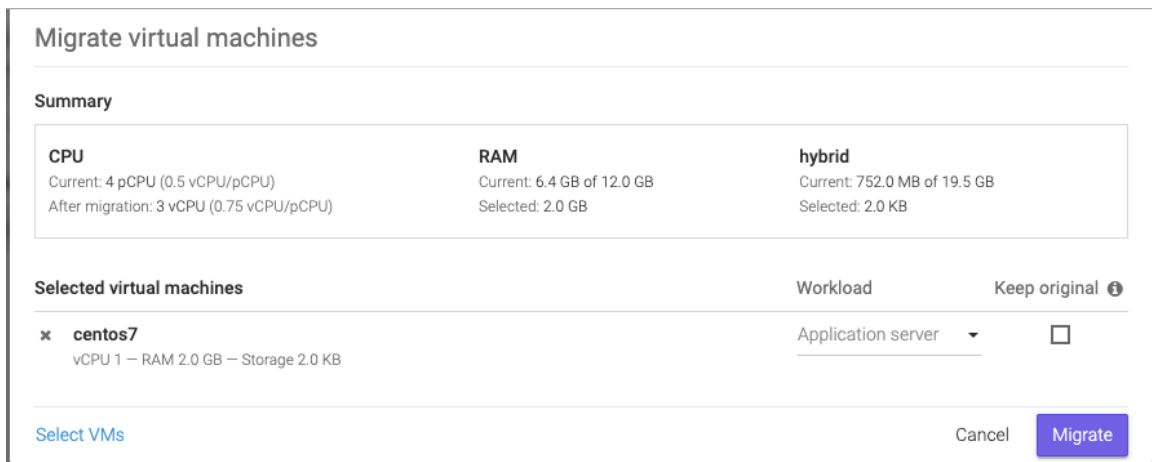 Migrate virtual machines
Summary
CPU
Current: 4 pCPU (0.5 vCPU/pCPU)
After migration: 3 vCPU (0.75 vCPU/pCPU)
RAM
Current: 6.4 GB of 12.0 GB
Selected: 2.0 GB
hybrid
Current: 752.0 MB of 19.5 GB
Selected: 2.0 KB
Selected virtual machines Workload Keep original
centos7 Application server
vCPU 1 — RAM 2.0 GB — Storage 2.0 KB
Select VMs Cancel Migrate